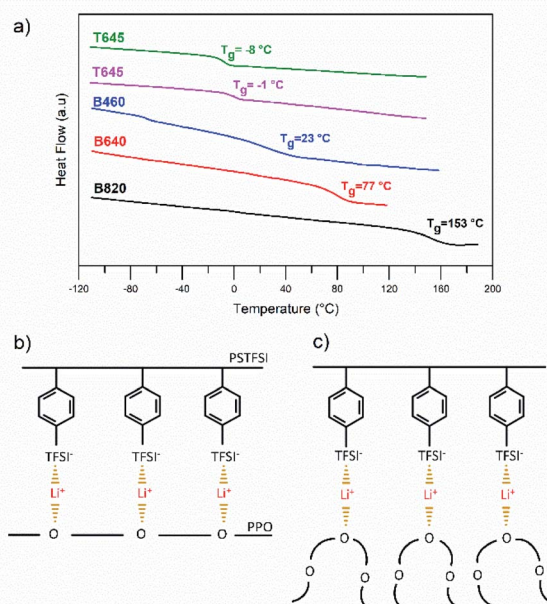 a)
T645
Tg= -8 °C
T645
Tg= -1 °C
B460
Tg=23 °C
B640
Tg=77 °C
B820
Tg=153 °C
Heat Flow (a.u)
-120 -80 -40 0 40 80 120 160 200
Temperature (°C)
b)
PSTFSI
TFSI⁻ TFSI⁻ TFSI⁻
Li⁺ Li⁺ Li⁺
O O O
PPO
c)
TFSI⁻ TFSI⁻ TFSI⁻
Li⁺ Li⁺ Li⁺
O O O
O O O O O